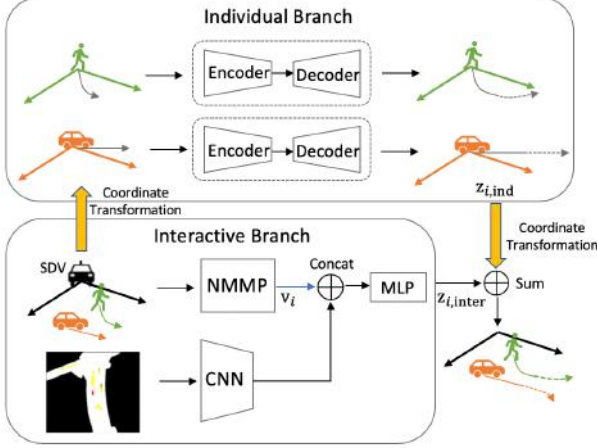 Individual Branch
Encoder
Decoder
Encoder
Decoder
z_{i,ind}
Coordinate
Transformation
Coordinate
Transformation
Interactive Branch
SDV
NMMP
v_i
Concat
MLP
z_{i,inter}
Sum
CNN